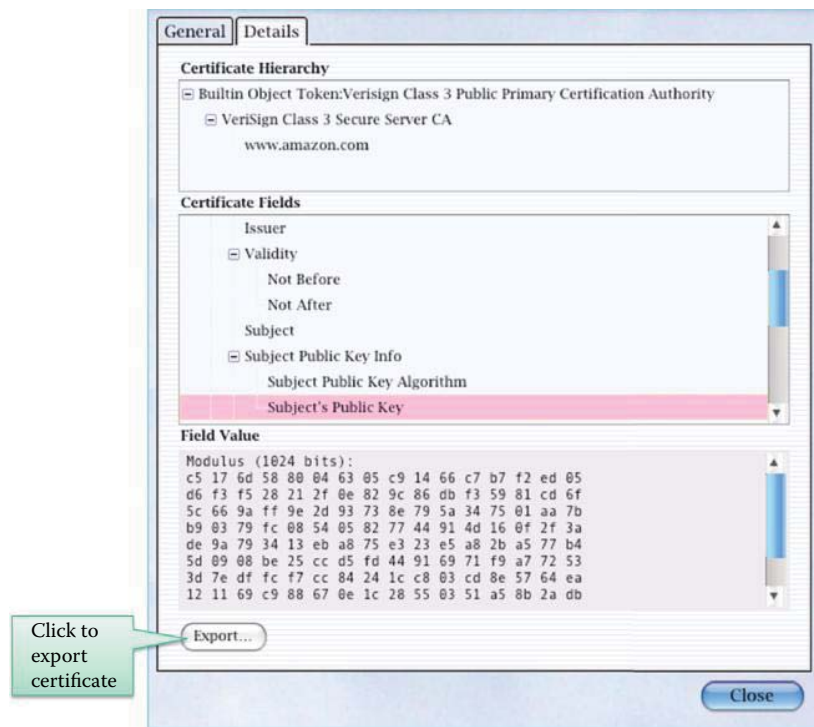 General Details
Certificate Hierarchy
Builtin Object Token:Verisign Class 3 Public Primary Certification Authority
VeriSign Class 3 Secure Server CA
www.amazon.com
Certificate Fields
Issuer
Validity
Not Before
Not After
Subject
Subject Public Key Info
Subject Public Key Algorithm
Subject's Public Key
Field Value
Modulus (1024 bits):
c5 17 6d 58 80 04 63 05 c9 14 66 c7 b7 f2 ed 05
d6 f3 f5 28 21 2f 0e 82 9c 86 db f3 59 81 cd 6f
5c 66 9a ff 9e 2d 93 73 8e 79 5a 34 75 01 aa 7b
b9 03 79 fc 08 54 05 82 77 44 91 4d 16 0f 2f 3a
de 9a 79 34 13 eb a8 75 e3 23 e5 a8 2b a5 77 b4
5d 09 08 be 25 cc d5 fd 44 91 69 71 f9 a7 72 53
3d 7e df fc f7 cc 84 24 1c c8 03 cd 8e 57 64 ea
12 11 69 c9 88 67 0e 1c 28 55 03 51 a5 8b 2a db
Click to
export
certificate
Export...
Close